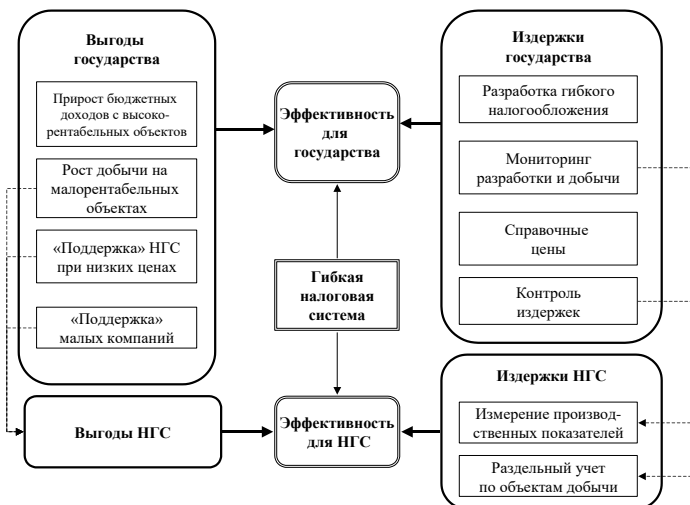 Выгоды
государства
Прирост бюджетных
доходов с высоко-
рентабельных объектов
Рост добычи на
малорентабельных
объектах
«Поддержка» НГС
при низких ценах
«Поддержка»
малых компаний
Выгоды НГС
Эффективность
для
государства
Гибкая
налоговая
система
Эффективность
для НГС
Издержки
государства
Разработка гибкого
налогообложения
Мониторинг
разработки и добычи
Справочные
цены
Контроль
издержек
Издержки НГС
Измерение производ-
ственных показателей
Раздельный учет
по объектам добычи